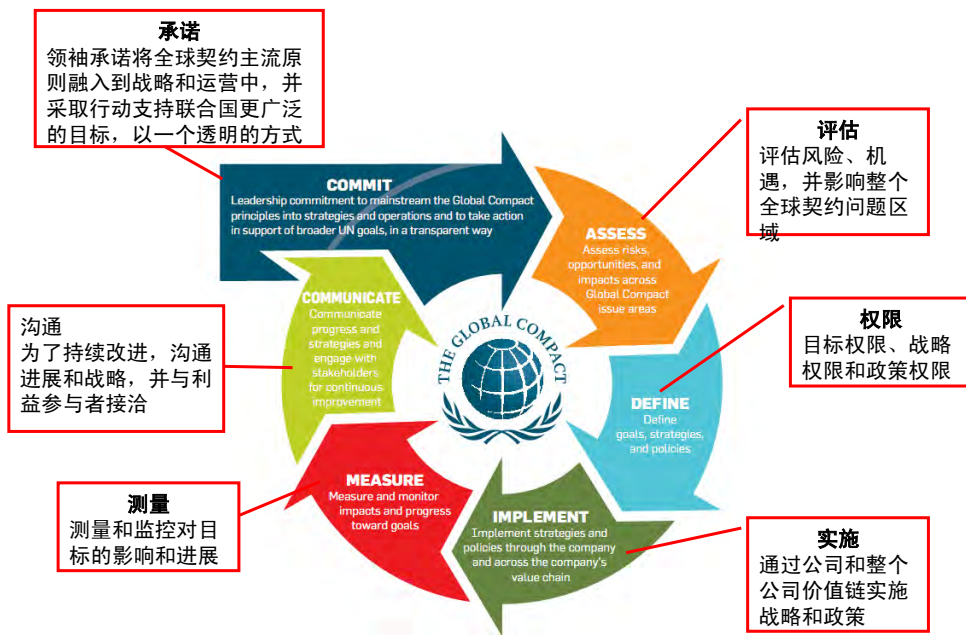 承诺
领袖承诺将全球契约主流原
则融入到战略和运营中，并
采取行动支持联合国更广泛
的目标，以一个透明的方式
评估
评估风险、机
遇，并影响整个
全球契约问题区
域
COMMIT
Leadership commitment to mainstream the Global Compact
principles into strategies and operations and to take action
in support of broader UN goals, in a transparent way
ASSESS
Assess risks,
opportunities, and
impacts across
Global Compact
issue areas
COMMUNICATE
Communicate
progress and
strategies and
engage with
stakeholders
for continuous
improvement
THE GLOBAL COMPACT
沟通
为了持续改进，沟通
进展和战略，并与利
益参与者接洽
权限
目标权限、战略
权限和政策权限
DEFINE
Define
goals, strategies,
and policies
MEASURE
Measure and monitor
impacts and progress
toward goals
IMPLEMENT
Implement strategies and
policies through the company
and across the company's
value chain
测量
测量和监控对目
标的影响和进展
实施
通过公司和整个
公司价值链实施
战略和政策